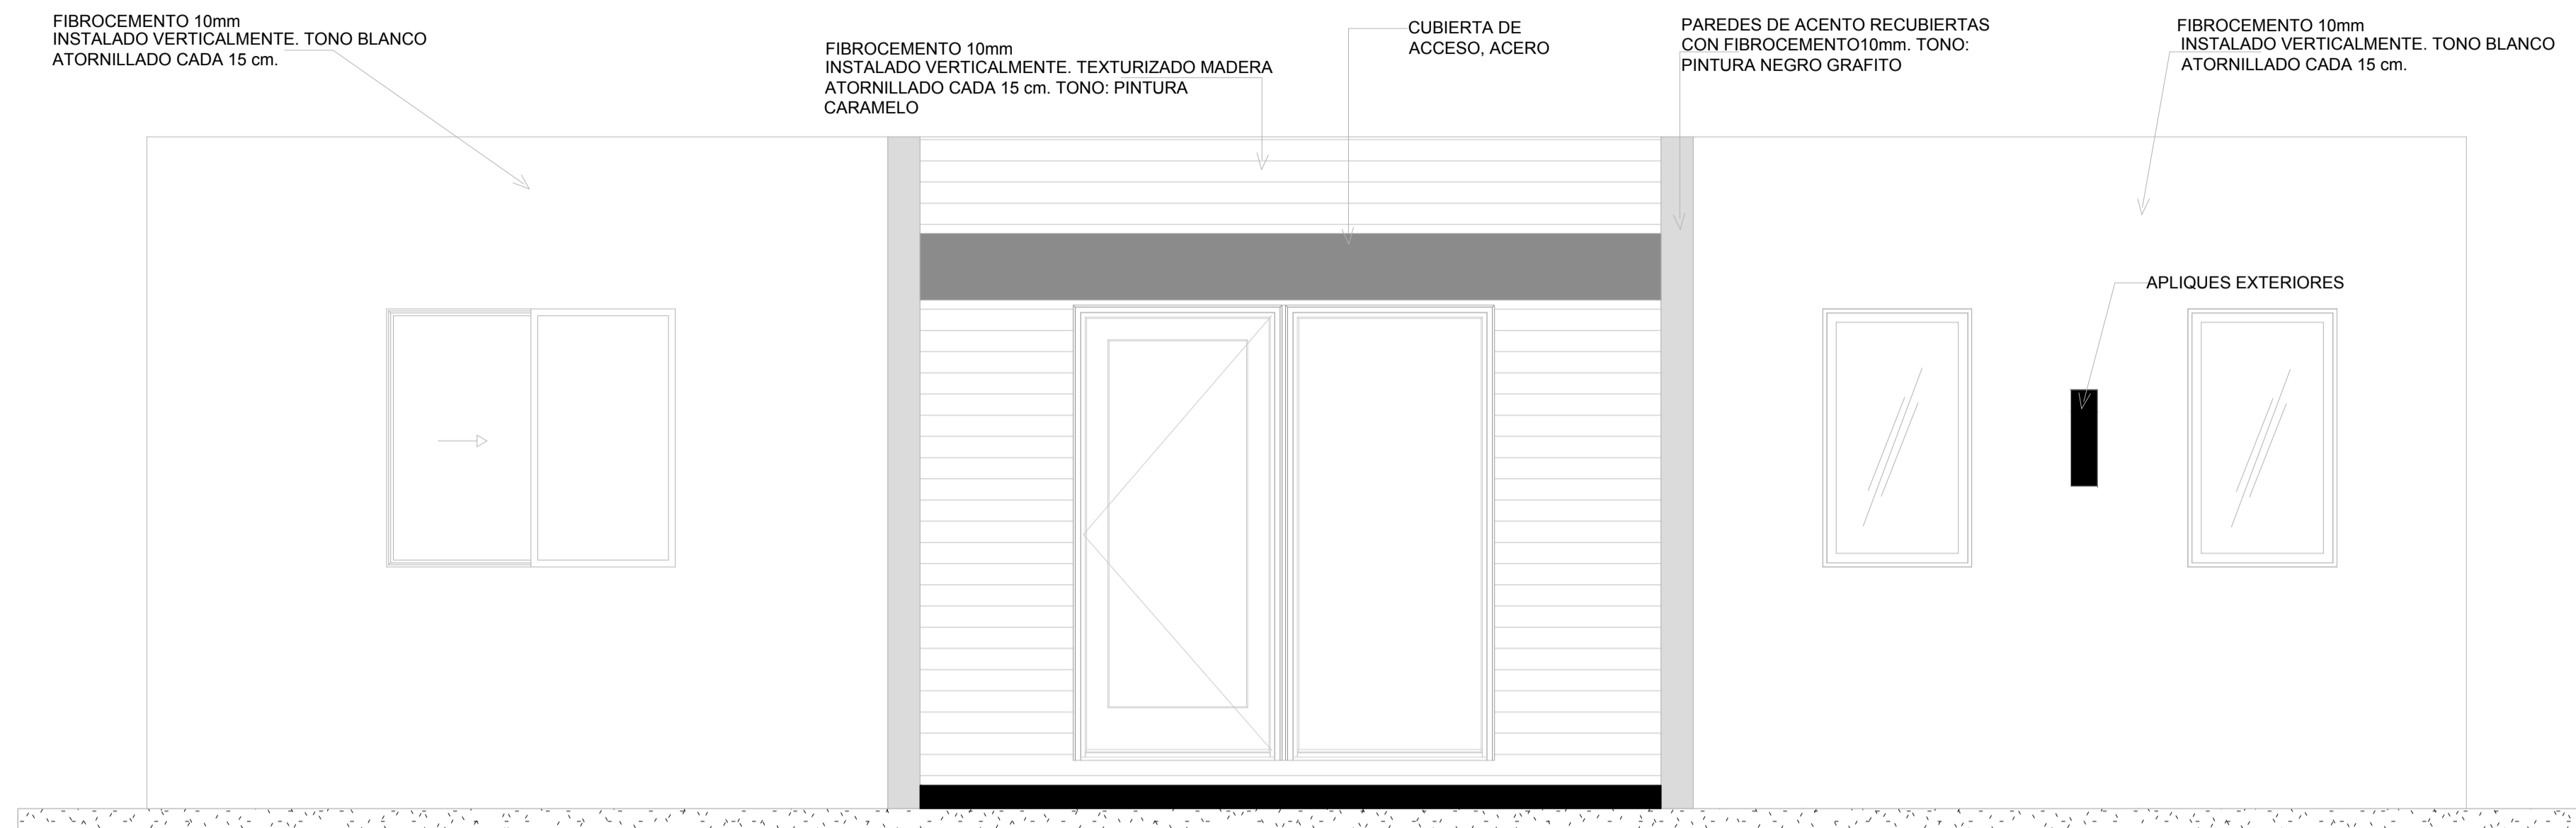 FIBROCEMENTO 10mm
INSTALADO VERTICALMENTE. TONO BLANCO
ATORNILLADO CADA 15 cm.
FIBROCEMENTO 10mm
INSTALADO VERTICALMENTE. TEXTURIZADO MADERA
ATORNILLADO CADA 15 cm. TONO: PINTURA
CARAMELO
CUBIERTA DE
ACCESO, ACERO
PAREDES DE ACENTO RECUBIERTAS
CON FIBROCEMENTO10mm. TONO:
PINTURA NEGRO GRAFITO
FIBROCEMENTO 10mm
INSTALADO VERTICALMENTE. TONO BLANCO
ATORNILLADO CADA 15 cm.
APLIQUES EXTERIORES